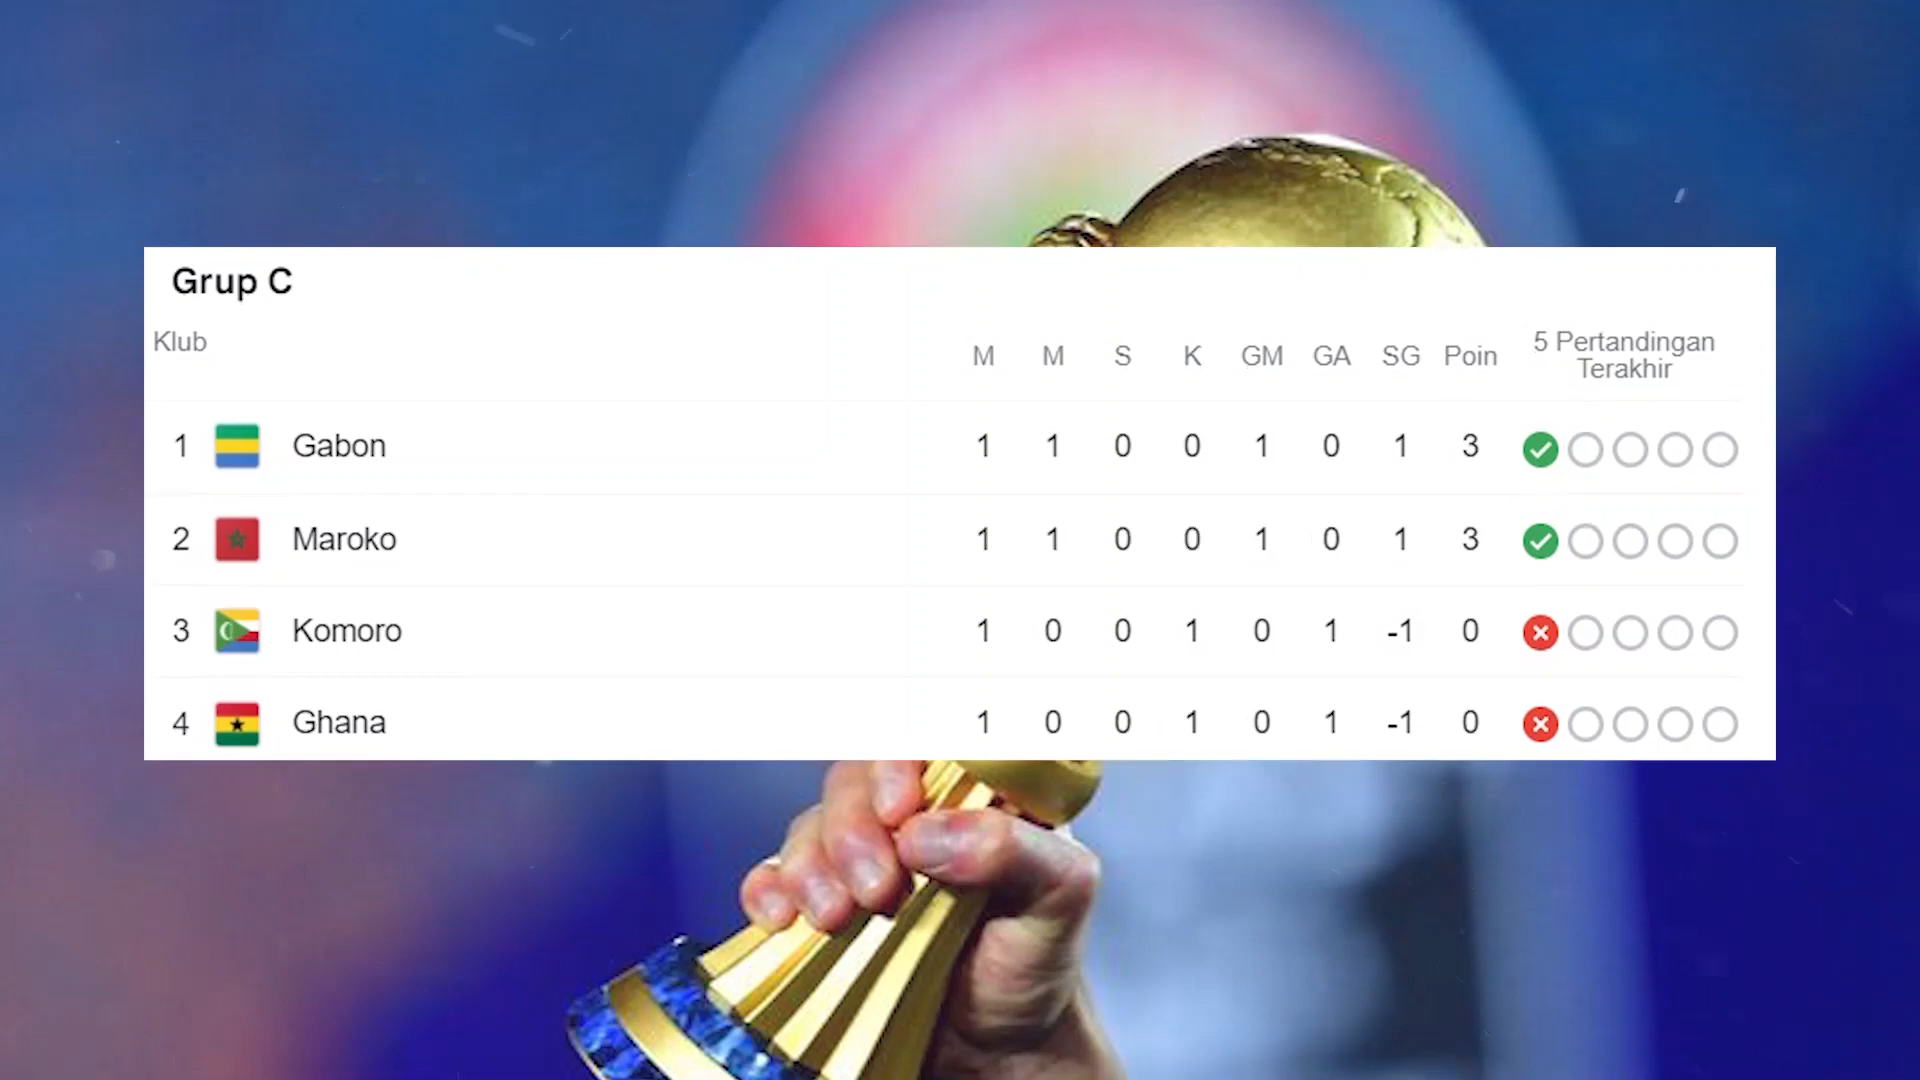 Grup C
Klub M M S K GM GA SG Poin 5 Pertandingan
Terakhir
1 Gabon 1 1 0 0 1 0 1 3
2 Maroko 1 1 0 0 1 0 1 3
3 Komoro 1 0 0 1 0 1 -1 0
4 Ghana 1 0 0 1 0 1 -1 0